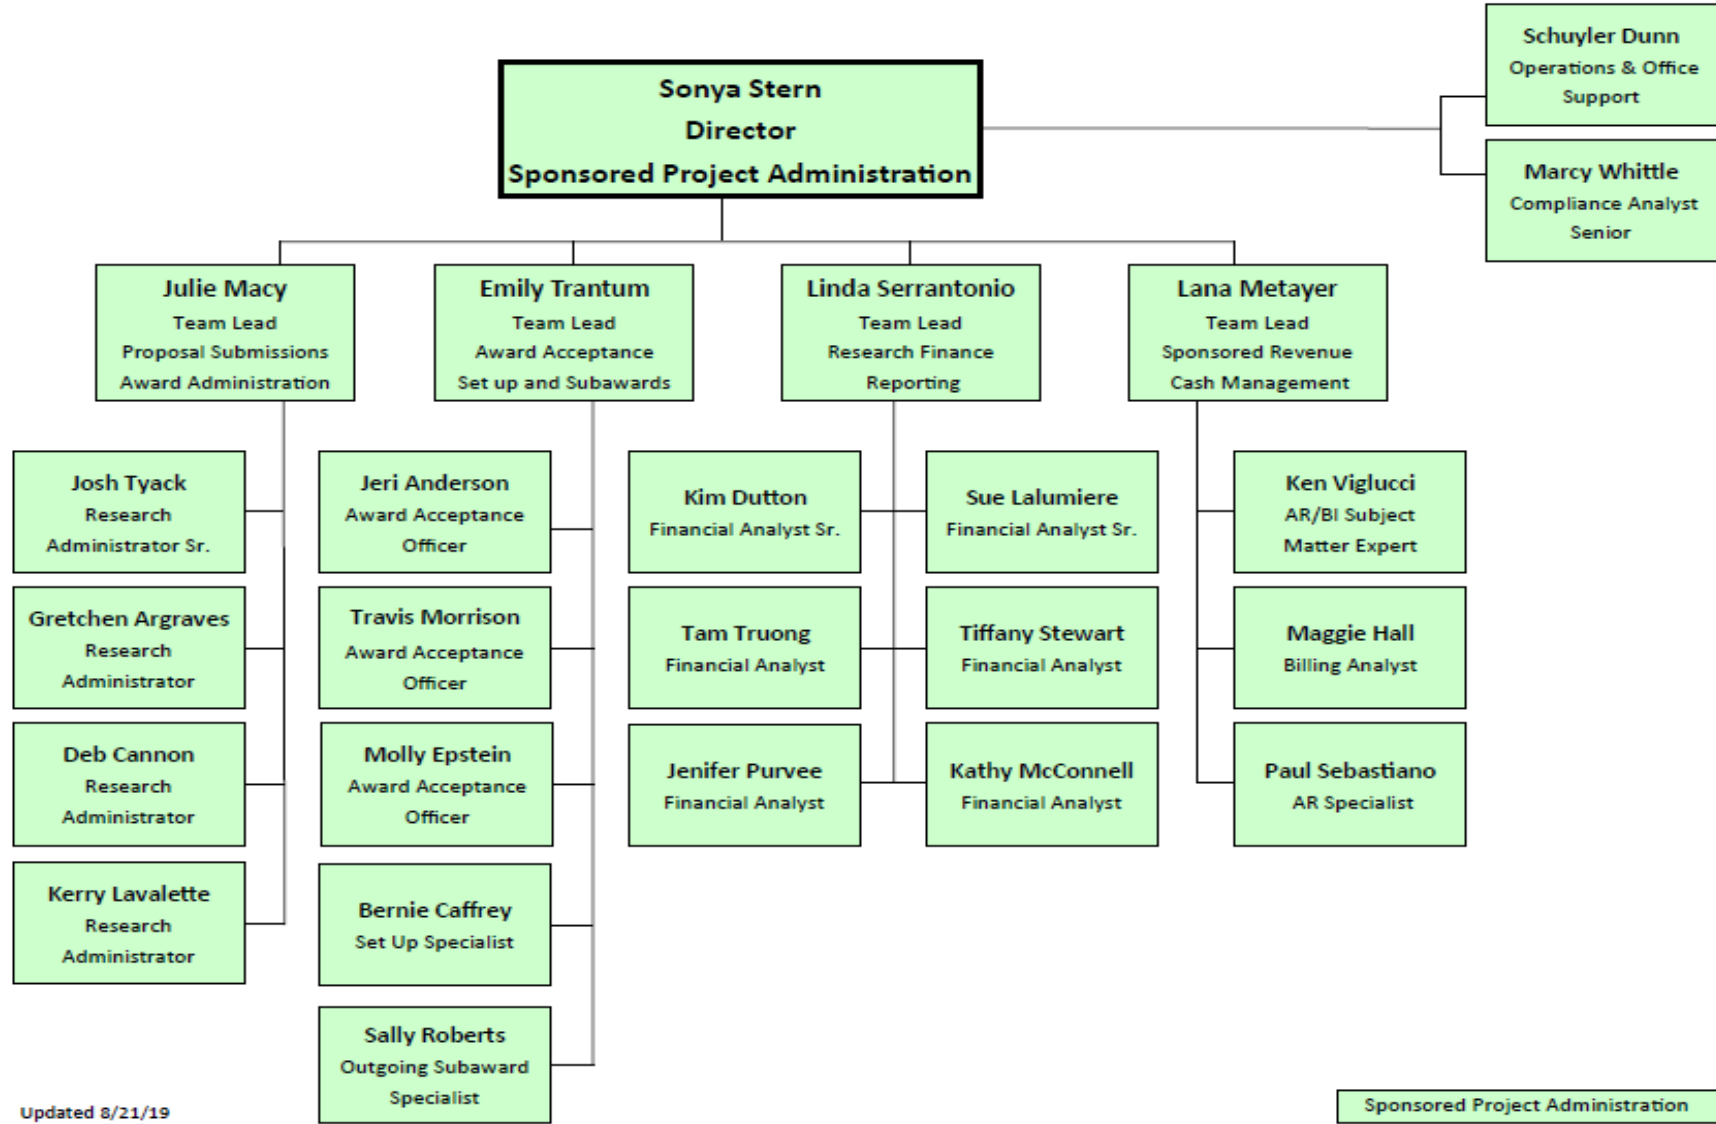 Schuyler Dunn
Operations & Office
Support
Sonya Stern
Director
Sponsored Project Administration
Marcy Whittle
Compliance Analyst
Senior
Julie Macy
Team Lead
Proposal Submissions
Award Administration
Emily Trantum
Team Lead
Award Acceptance
Set up and Subawards
Linda Serrantonio
Team Lead
Research Finance
Reporting
Lana Metayer
Team Lead
Sponsored Revenue
Cash Management
Josh Tyack
Research
Administrator Sr.
Gretchen Argraves
Research
Administrator
Deb Cannon
Research
Administrator
Kerry Lavalette
Research
Administrator
Jeri Anderson
Award Acceptance
Officer
Travis Morrison
Award Acceptance
Officer
Molly Epstein
Award Acceptance
Officer
Bernie Caffrey
Set Up Specialist
Sally Roberts
Outgoing Subaward
Specialist
Kim Dutton
Financial Analyst Sr.
Sue Lalumiere
Financial Analyst Sr.
Tam Truong
Financial Analyst
Tiffany Stewart
Financial Analyst
Jenifer Purvee
Financial Analyst
Kathy McConnell
Financial Analyst
Ken Viglucci
AR/BI Subject
Matter Expert
Maggie Hall
Billing Analyst
Paul Sebastiano
AR Specialist
Updated 8/21/19
Sponsored Project Administration